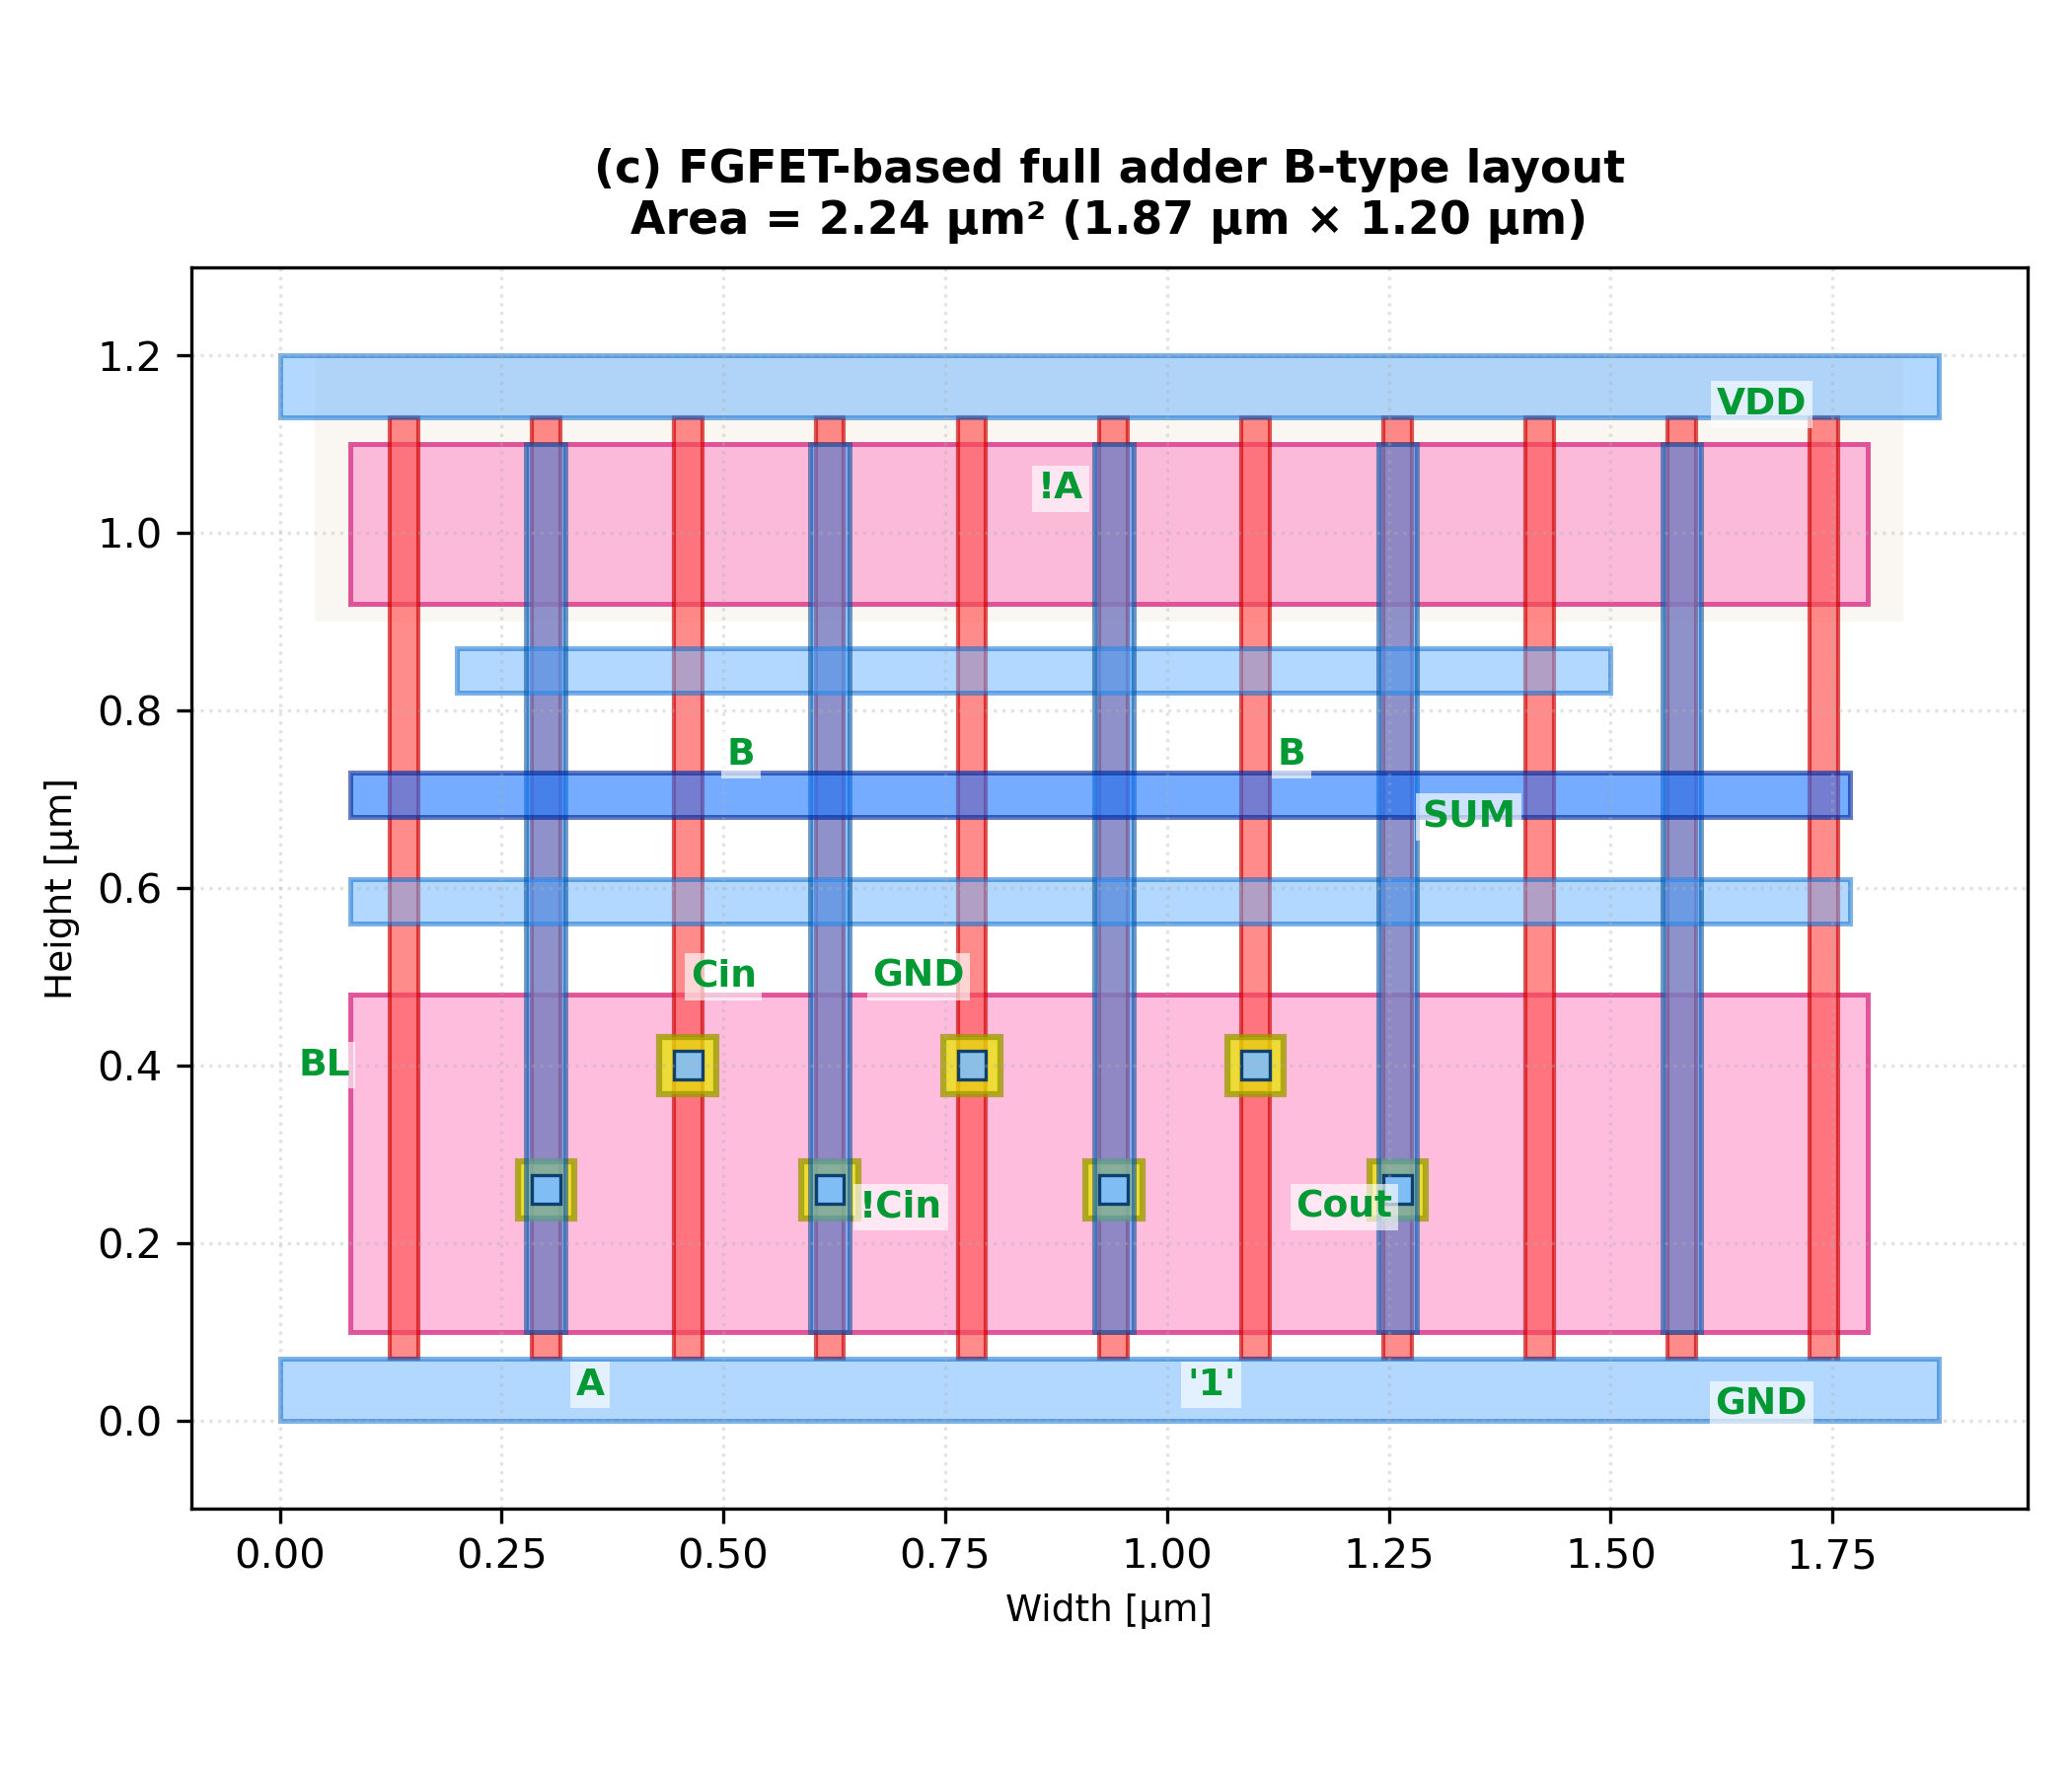 (c) FGFET-based full adder B-type layout
Area = 2.24 µm² (1.87 µm × 1.20 µm)
1.2
VDD
!A
1.0
0.8
B
B
SUM
0.6
Cin
GND
BL
0.4
!Cin
Cout
0.2
A
'1'
GND
0.0
Height [µm]
0.00
0.25
0.50
0.75
1.00
1.25
1.50
1.75
Width [µm]